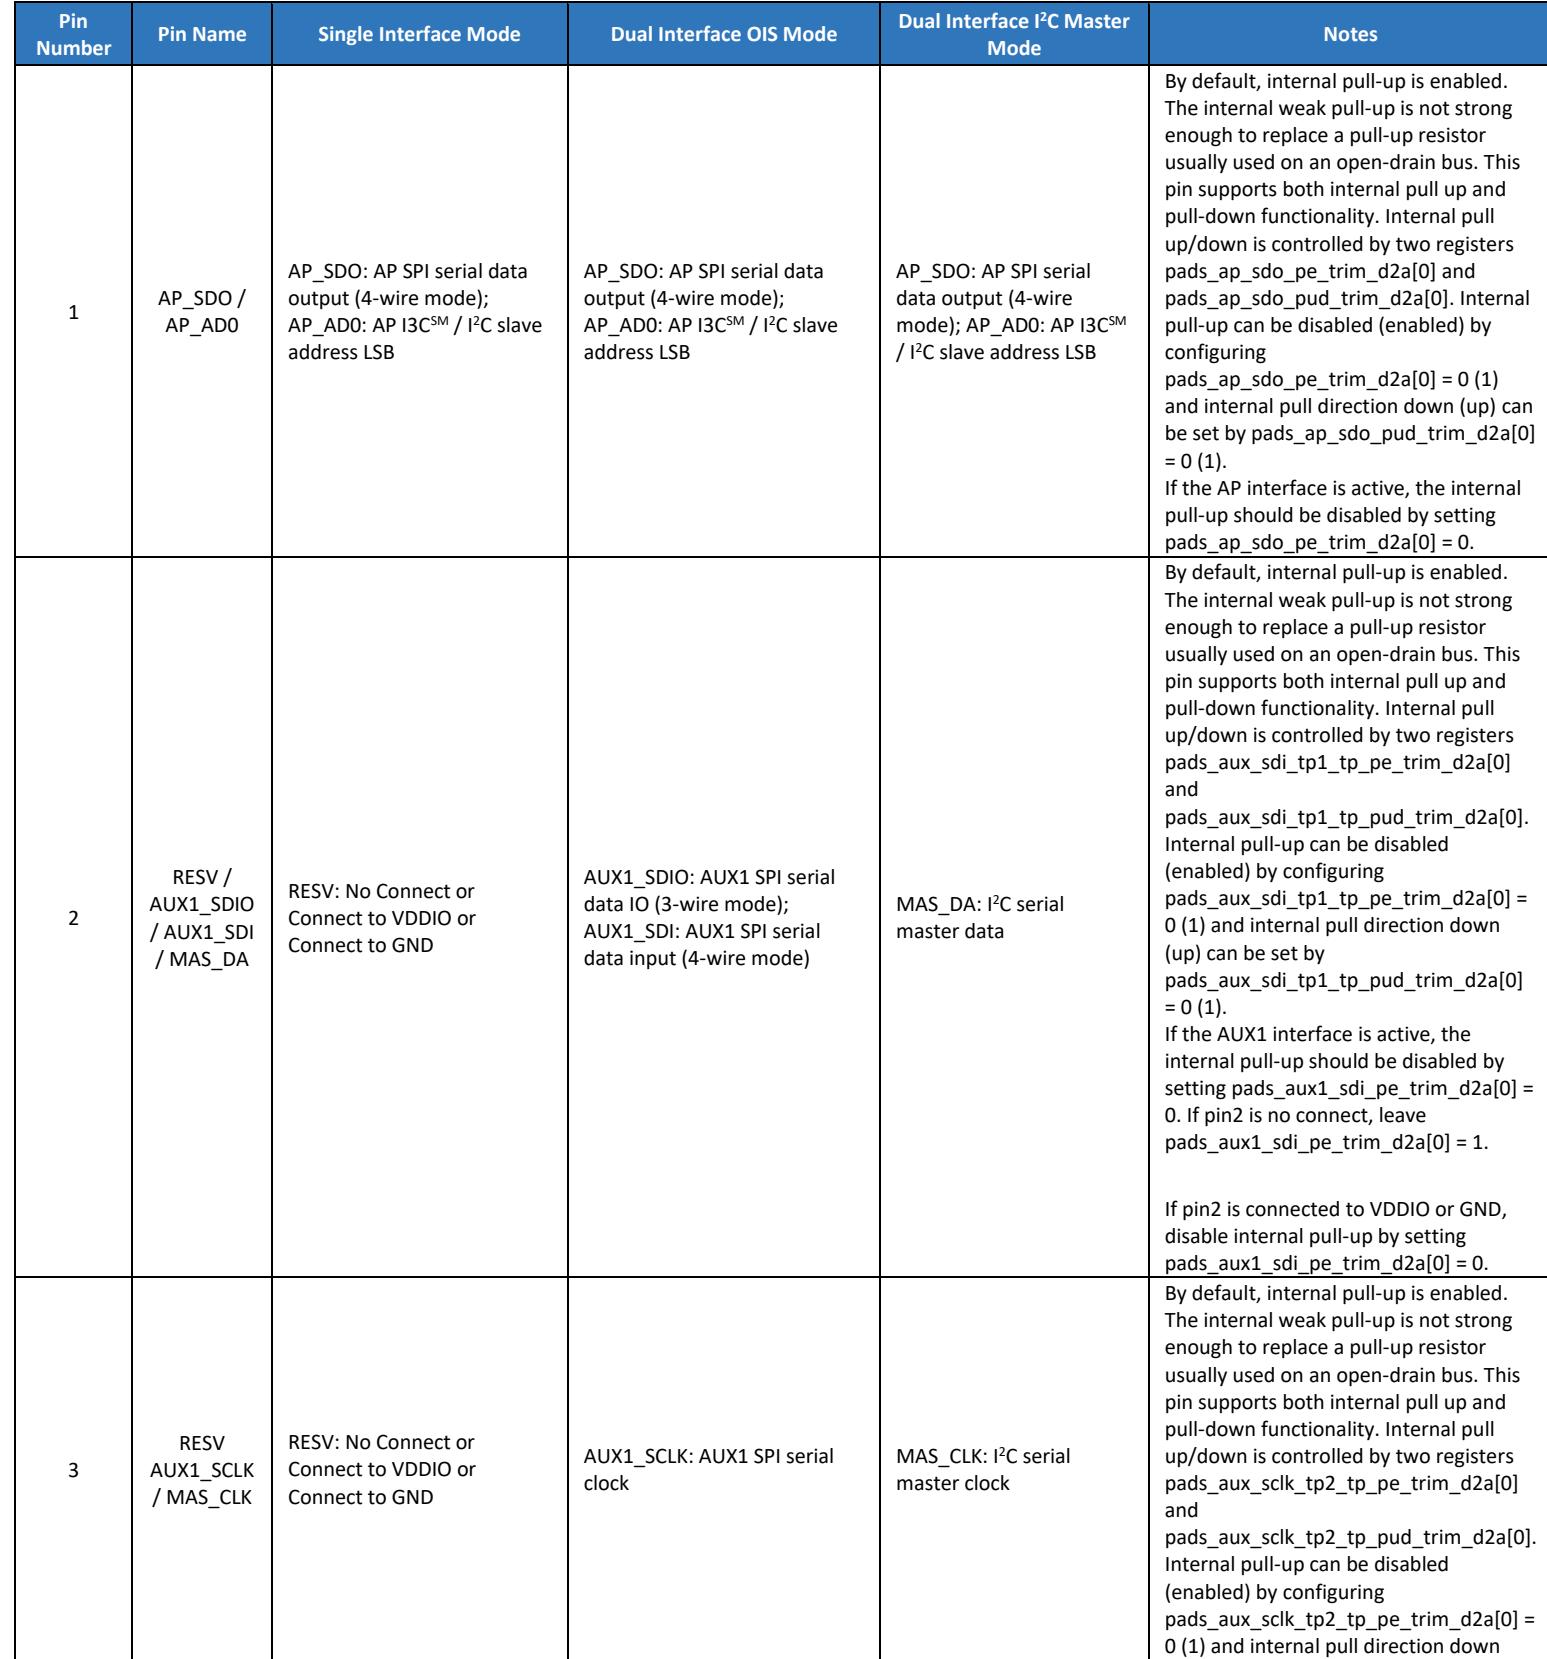 Pin
Number
Pin Name
Single Interface Mode
Dual Interface OIS Mode
Dual Interface I²C Master
Mode
Notes
1
AP_SDO /
AP_AD0
AP_SDO: AP SPI serial data
output (4-wire mode);
AP_AD0: AP I3Cˢᴹ / I²C slave
address LSB
AP_SDO: AP SPI serial data
output (4-wire mode);
AP_AD0: AP I3Cˢᴹ / I²C slave
address LSB
AP_SDO: AP SPI serial
data output (4-wire
mode); AP_AD0: AP I3Cˢᴹ
/ I²C slave address LSB
By default, internal pull-up is enabled.
The internal weak pull-up is not strong
enough to replace a pull-up resistor
usually used on an open-drain bus. This
pin supports both internal pull up and
pull-down functionality. Internal pull
up/down is controlled by two registers
pads_ap_sdo_pe_trim_d2a[0] and
pads_ap_sdo_pud_trim_d2a[0]. Internal
pull-up can be disabled (enabled) by
configuring
pads_ap_sdo_pe_trim_d2a[0] = 0 (1)
and internal pull direction down (up) can
be set by pads_ap_sdo_pud_trim_d2a[0]
= 0 (1).
If the AP interface is active, the internal
pull-up should be disabled by setting
pads_ap_sdo_pe_trim_d2a[0] = 0.
2
RESV /
AUX1_SDIO
/ AUX1_SDI
/ MAS_DA
RESV: No Connect or
Connect to VDDIO or
Connect to GND
AUX1_SDIO: AUX1 SPI serial
data IO (3-wire mode);
AUX1_SDI: AUX1 SPI serial
data input (4-wire mode)
MAS_DA: I²C serial
master data
By default, internal pull-up is enabled.
The internal weak pull-up is not strong
enough to replace a pull-up resistor
usually used on an open-drain bus. This
pin supports both internal pull up and
pull-down functionality. Internal pull
up/down is controlled by two registers
pads_aux_sdi_tp1_tp_pe_trim_d2a[0]
and
pads_aux_sdi_tp1_tp_pud_trim_d2a[0].
Internal pull-up can be disabled
(enabled) by configuring
pads_aux_sdi_tp1_tp_pe_trim_d2a[0] =
0 (1) and internal pull direction down
(up) can be set by
pads_aux_sdi_tp1_tp_pud_trim_d2a[0]
= 0 (1).
If the AUX1 interface is active, the
internal pull-up should be disabled by
setting pads_aux1_sdi_pe_trim_d2a[0] =
0. If pin2 is no connect, leave
pads_aux1_sdi_pe_trim_d2a[0] = 1.
If pin2 is connected to VDDIO or GND,
disable internal pull-up by setting
pads_aux1_sdi_pe_trim_d2a[0] = 0.
3
RESV
AUX1_SCLK
/ MAS_CLK
RESV: No Connect or
Connect to VDDIO or
Connect to GND
AUX1_SCLK: AUX1 SPI serial
clock
MAS_CLK: I²C serial
master clock
By default, internal pull-up is enabled.
The internal weak pull-up is not strong
enough to replace a pull-up resistor
usually used on an open-drain bus. This
pin supports both internal pull up and
pull-down functionality. Internal pull
up/down is controlled by two registers
pads_aux_sclk_tp2_tp_pe_trim_d2a[0]
and
pads_aux_sclk_tp2_tp_pud_trim_d2a[0].
Internal pull-up can be disabled
(enabled) by configuring
pads_aux_sclk_tp2_tp_pe_trim_d2a[0] =
0 (1) and internal pull direction down